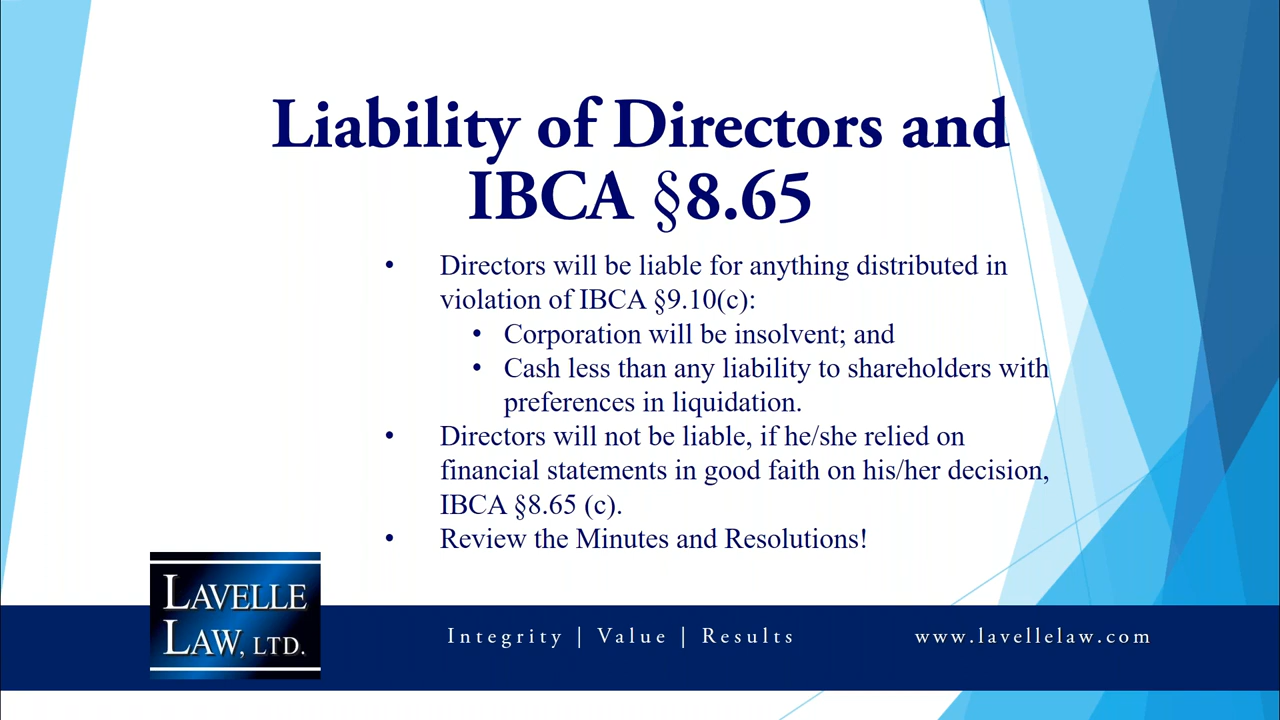 Liability of Directors and
IBCA §8.65
• Directors will be liable for anything distributed in
violation of IBCA §9.10(c):
• Corporation will be insolvent; and
• Cash less than any liability to shareholders with
preferences in liquidation.
• Directors will not be liable, if he/she relied on
financial statements in good faith on his/her decision,
IBCA §8.65 (c).
• Review the Minutes and Resolutions!
LAVELLE
LAW, LTD.
Integrity | Value | Results
www.lavellelaw.com